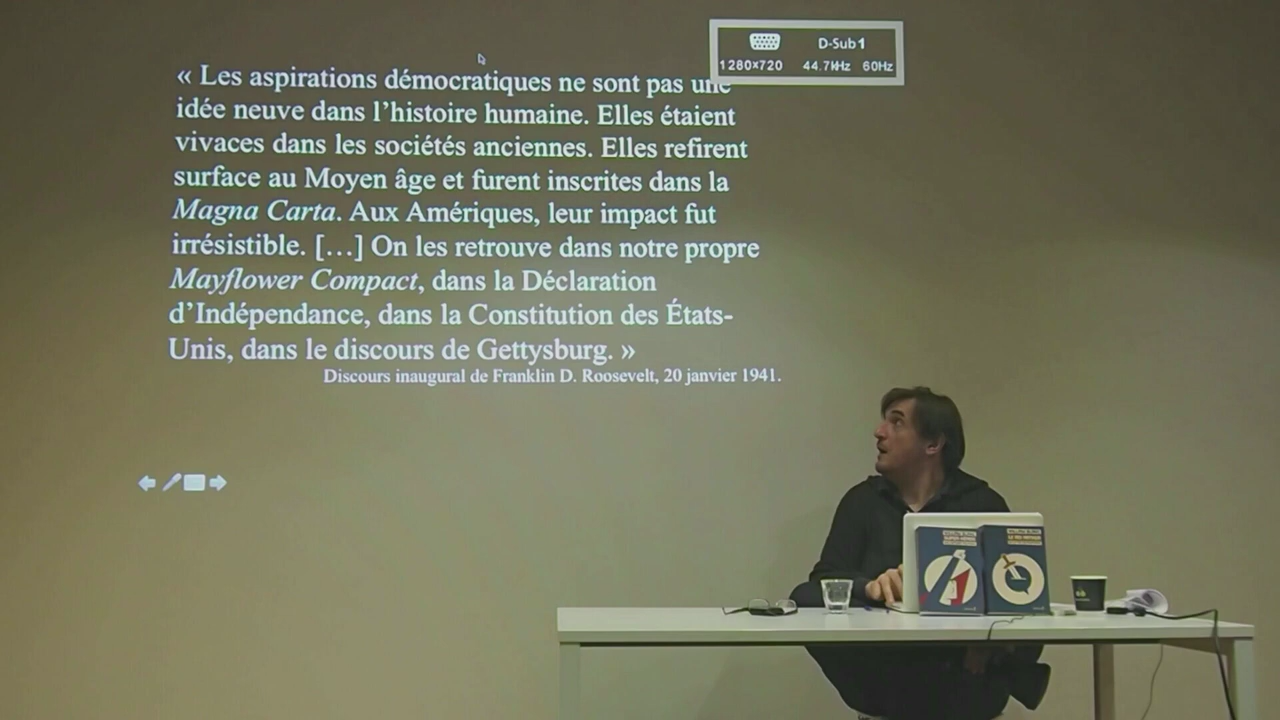 D-Sub 1
1280×720 44.7kHz 60Hz
« Les aspirations démocratiques ne sont pas une
idée neuve dans l’histoire humaine. Elles étaient
vivaces dans les sociétés anciennes. Elles refirent
surface au Moyen âge et furent inscrites dans la
Magna Carta. Aux Amériques, leur impact fut
irrésistible. […] On les retrouve dans notre propre
Mayflower Compact, dans la Déclaration
d’Indépendance, dans la Constitution des États-
Unis, dans le discours de Gettysburg. »
Discours inaugural de Franklin D. Roosevelt, 20 janvier 1941.